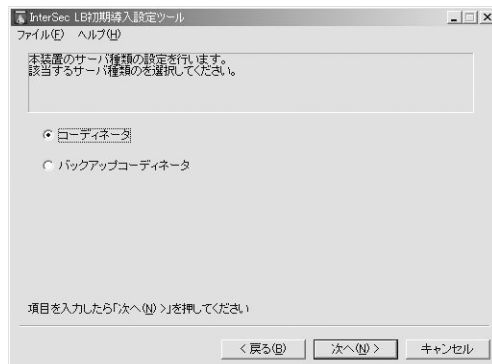 InterSec LB初期導入設定ツール
ファイル(F) ヘルプ(H)
本装置のサーバ種類の設定を行います。
該当するサーバ種類のを選択してください。
コーディネータ
バックアップコーディネータ
項目を入力したら「次へ(N) >」を押してください
< 戻る(B) 次へ(N) > キャンセル